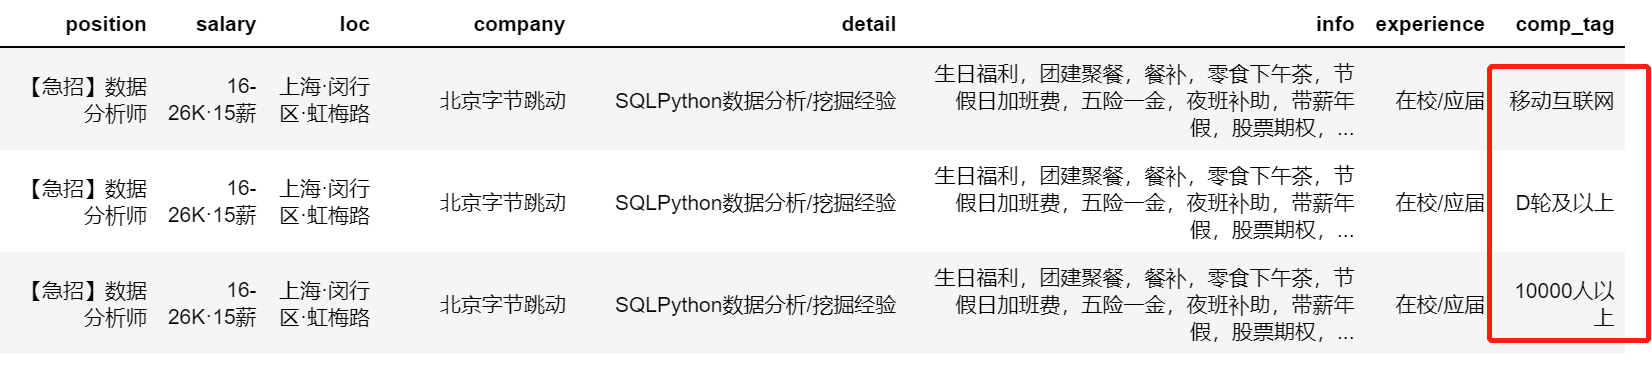 position salary loc company detail info experience comp_tag
【急招】数据分析师 16-26K·15薪 上海·闵行区·虹梅路 北京字节跳动 SQLPython数据分析/挖掘经验 生日福利，团建聚餐，餐补，零食下午茶，节假日加班费，五险一金，夜班补助，带薪年假，股票期权，... 在校/应届 移动互联网
【急招】数据分析师 16-26K·15薪 上海·闵行区·虹梅路 北京字节跳动 SQLPython数据分析/挖掘经验 生日福利，团建聚餐，餐补，零食下午茶，节假日加班费，五险一金，夜班补助，带薪年假，股票期权，... 在校/应届 D轮及以上
【急招】数据分析师 16-26K·15薪 上海·闵行区·虹梅路 北京字节跳动 SQLPython数据分析/挖掘经验 生日福利，团建聚餐，餐补，零食下午茶，节假日加班费，五险一金，夜班补助，带薪年假，股票期权，... 在校/应届 10000人以上